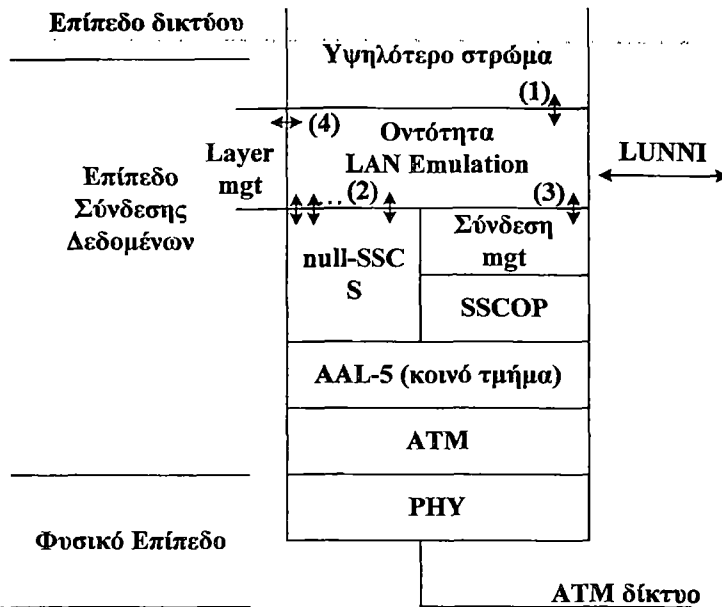 Επίπεδο δικτύου
Υψηλότερο στρώμα
(1)
(4)
Οντότητα
LAN Emulation
Layer
mgt
LUNNI
Επίπεδο
Σύνδεσης
Δεδομένων
...(2)
(3)
Σύνδεση
mgt
null-SSC
S
SSCOP
AAL-5 (κοινό τμήμα)
ATM
PHY
Φυσικό Επίπεδο
ATM δίκτυο